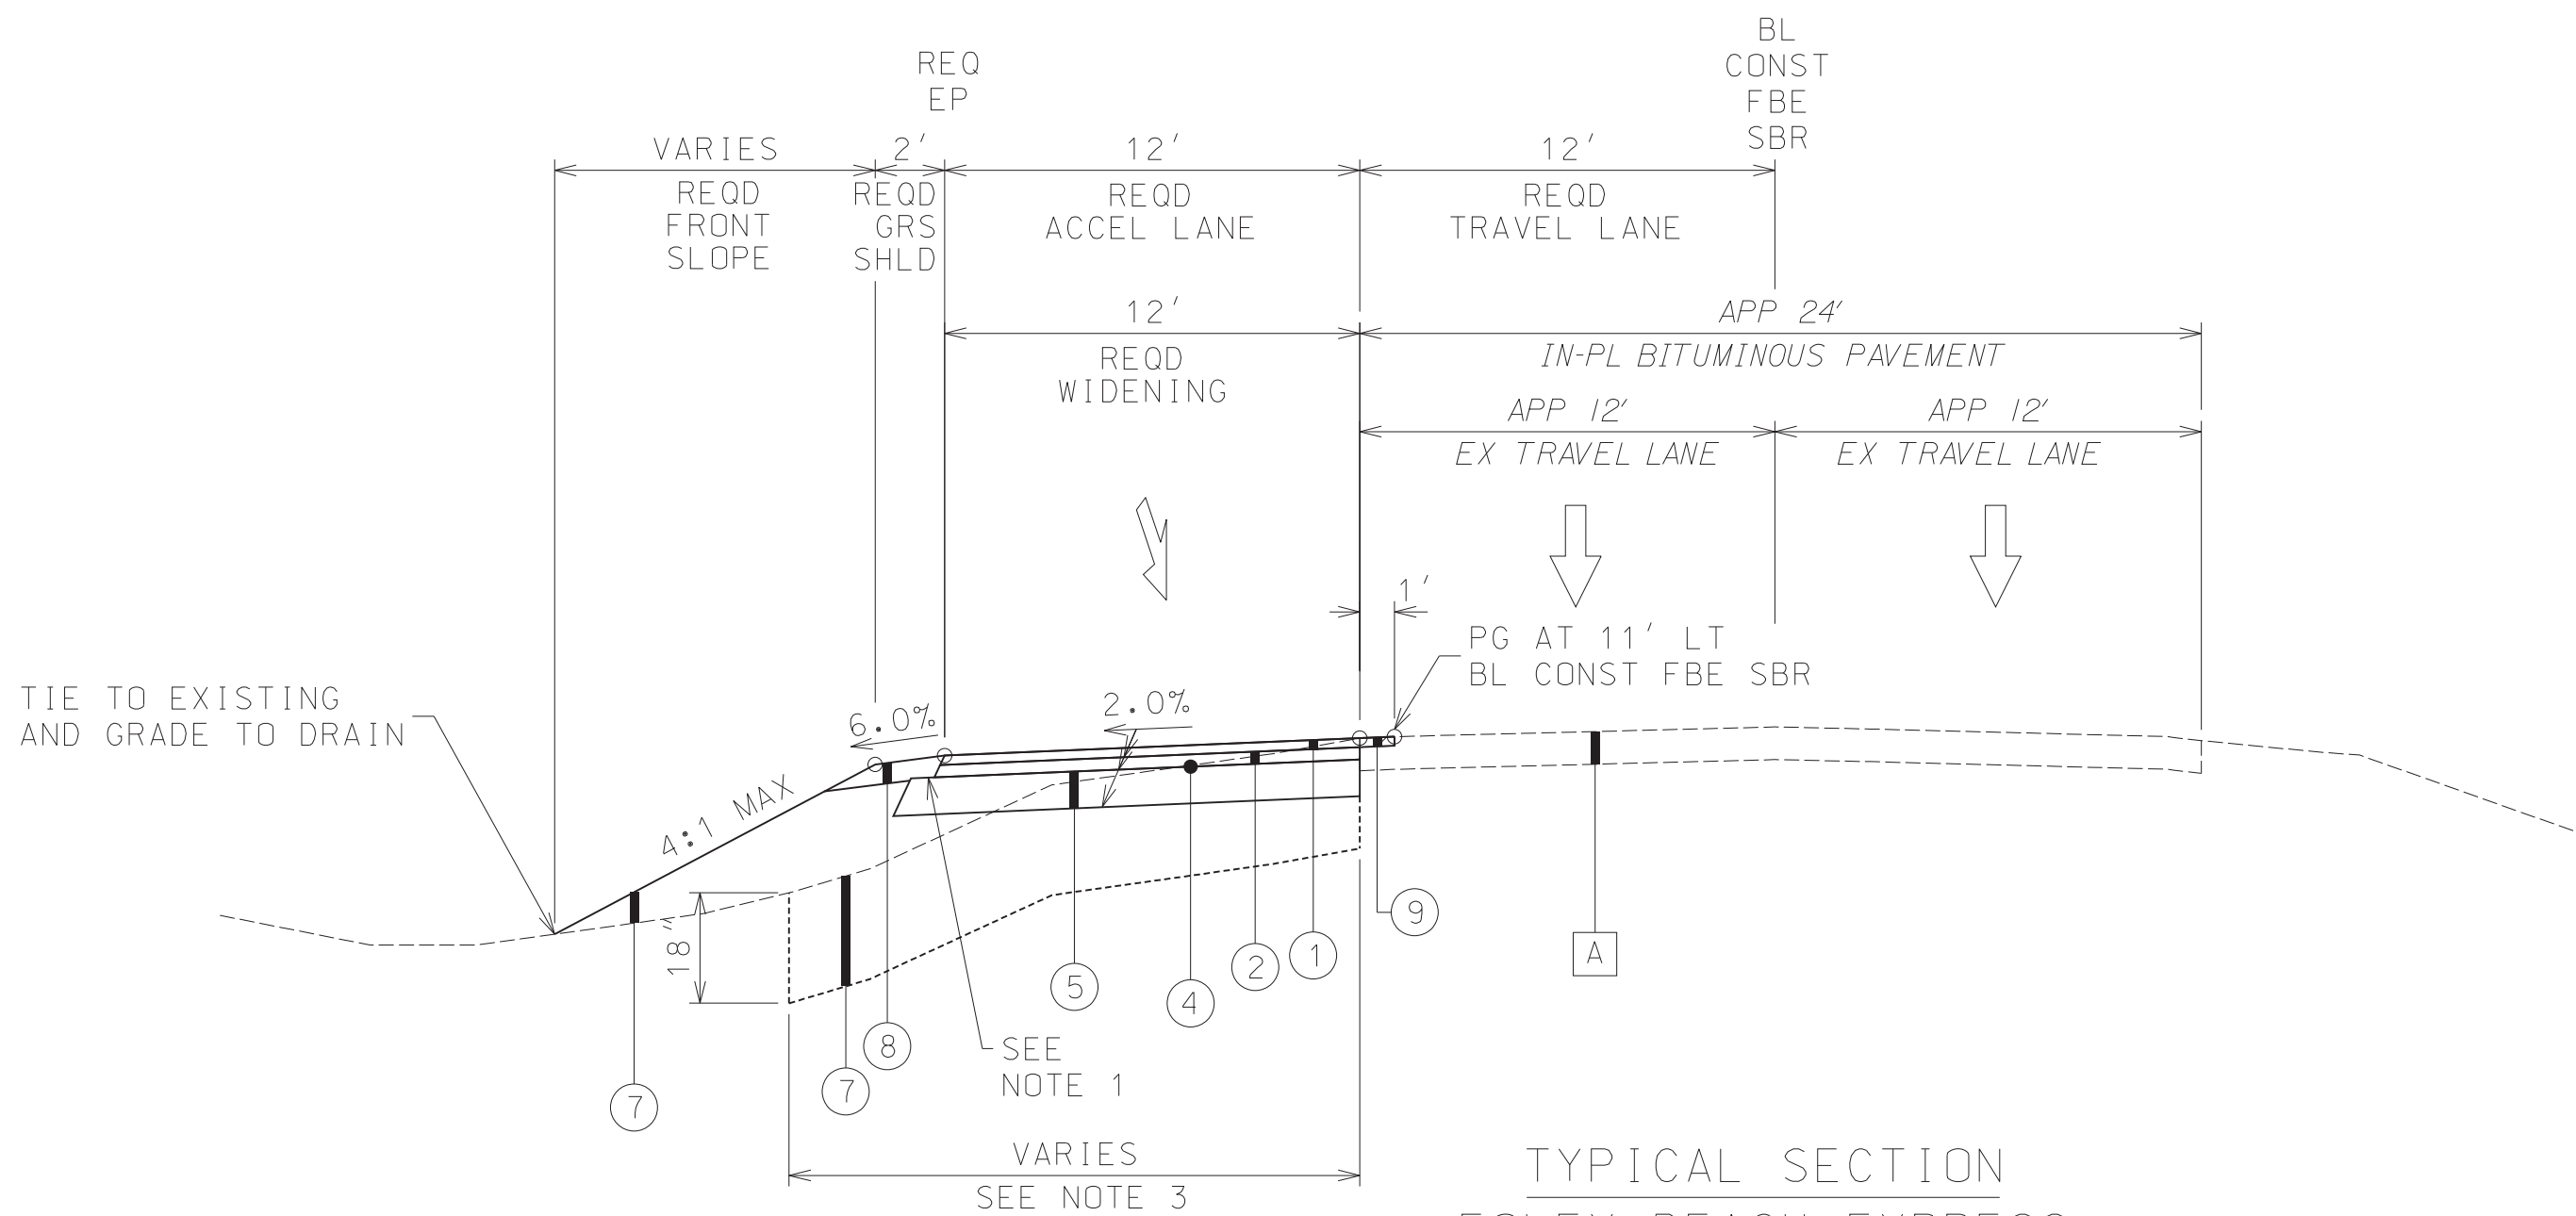 BL
CONST
FBE
SBR
REQ
EP
VARIES
REQD
FRONT
SLOPE
2'
REQD
GRS
SHLD
12'
REQD
ACCEL LANE
12'
REQD
TRAVEL LANE
12'
REQD
WIDENING
APP 24'
IN-PL BITUMINOUS PAVEMENT
APP 12'
EX TRAVEL LANE
APP 12'
EX TRAVEL LANE
1'
PG AT 11' LT
BL CONST FBE SBR
TIE TO EXISTING
AND GRADE TO DRAIN
6.0%
2.0%
4:1 MAX
18"
9
1
2
A
5
4
8
7
7
SEE
NOTE 1
VARIES
SEE NOTE 3
TYPICAL SECTION
FOLEY BEACH EXPRESS